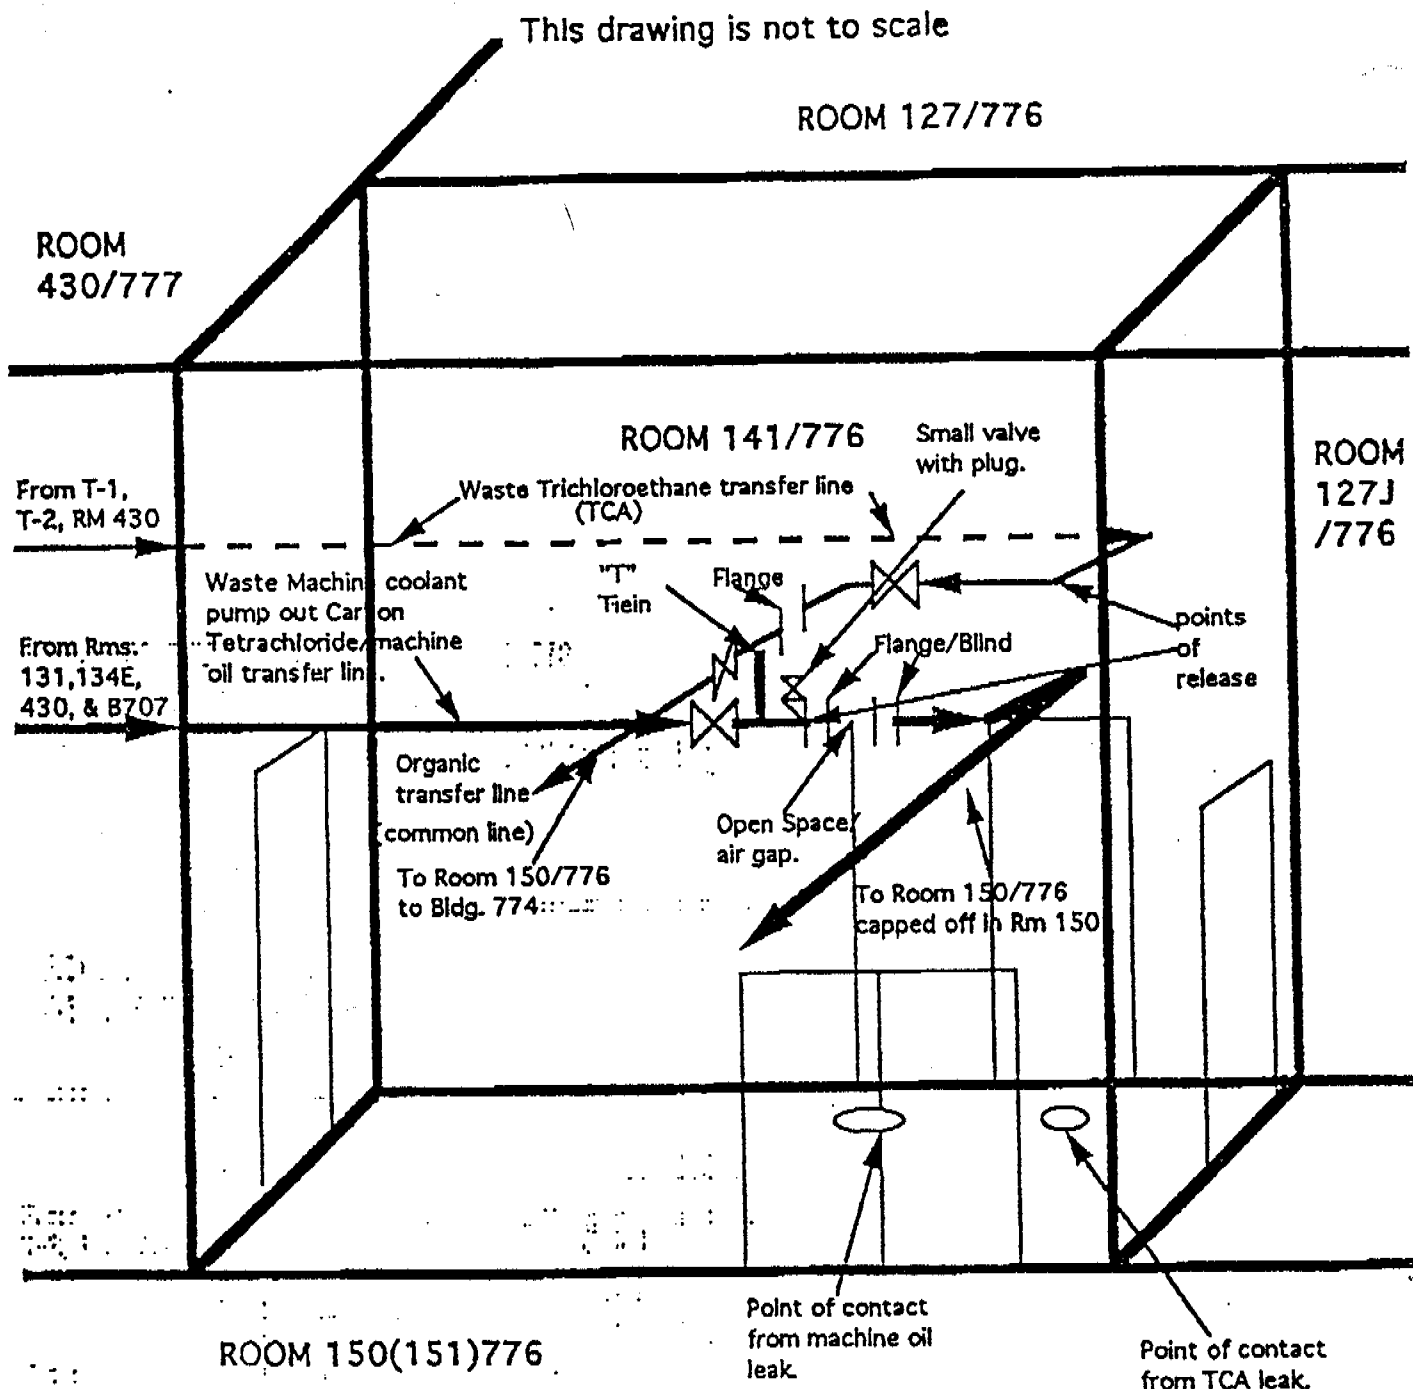 This drawing is not to scale
ROOM 127/776
ROOM
430/777
ROOM 141/776
Small valve
with plug.
ROOM
127J
/776
From T-1,
T-2, RM 430
Waste Trichloroethane transfer line
(TCA)
Waste Machin coolant
pump out Car on
Tetrachloride/machine
oil transfer lin .
"T"
Tiein
Flange
From Rms:
131,134E,
430, & B707
Flange/Blind
points
of
release
Organic
transfer line
(common line)
To Room 150/776
to Bldg. 774
Open Space/
air gap.
To Room 150/776
capped off in Rm 150
Point of contact
from machine oil
leak.
Point of contact
from TCA leak.
ROOM 150(151)776